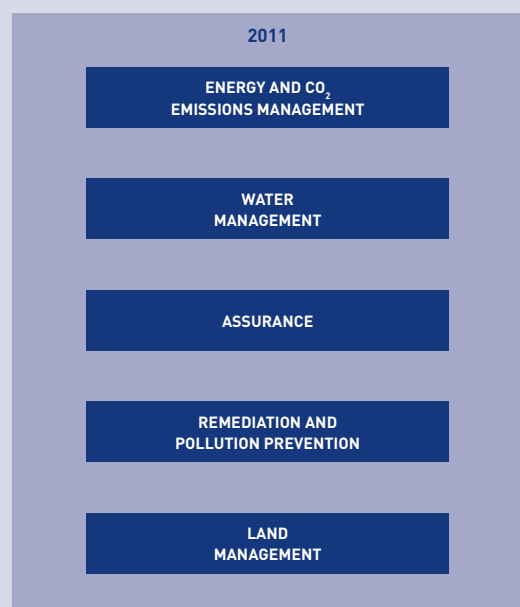 2011
ENERGY AND CO₂
EMISSIONS MANAGEMENT
WATER
MANAGEMENT
ASSURANCE
REMEDIATION AND
POLLUTION PREVENTION
LAND
MANAGEMENT